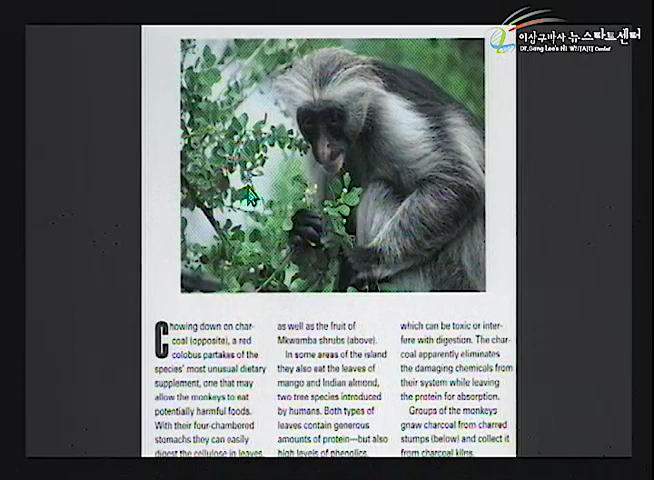 이상구박사 뉴스타트센터
Chowing down on char-
coal (opposite), a red
colobus partakes of the
species' most unusual dietary
supplement, one that may
allow the monkeys to eat
potentially harmful foods.
With their four-chambered
stomachs they can easily
digest the cellulose in leaves,
as well as the fruit of
Mkwamba shrubs (above).
In some areas of the island
they also eat the leaves of
mango and Indian almond,
two tree species introduced
by humans. Both types of
leaves contain generous
amounts of protein—but also
high levels of phenolics,
which can be toxic or inter-
fere with digestion. The char-
coal apparently eliminates
the damaging chemicals from
their system while leaving
the protein for absorption.
Groups of the monkeys
gnaw charcoal from charred
stumps (below) and collect it
from charcoal kilns.